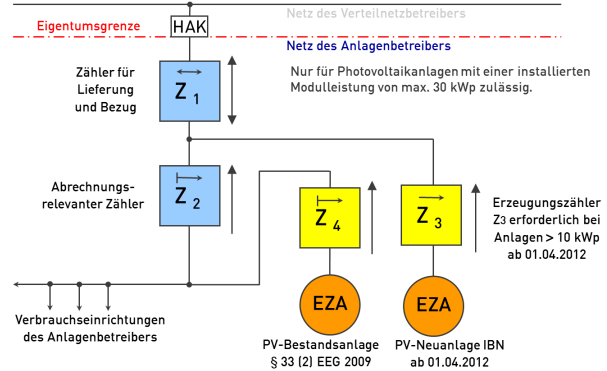 Netz des Verteilnetzbetreibers
Eigentumsgrenze
HAK
Netz des Anlagenbetreibers
Zähler für
Lieferung
und Bezug
Z 1
Nur für Photovoltaikanlagen mit einer installierten
Modulleistung von max. 30 kWp zulässig.
Abrechnungs-
relevanter Zähler
Z 2
Z 4
Z 3
Erzeugungszähler
Z3 erforderlich bei
Anlagen > 10 kWp
ab 01.04.2012
EZA
EZA
Verbrauchseinrichtungen
des Anlagenbetreibers
PV-Bestandsanlage
§ 33 (2) EEG 2009
PV-Neuanlage IBN
ab 01.04.2012